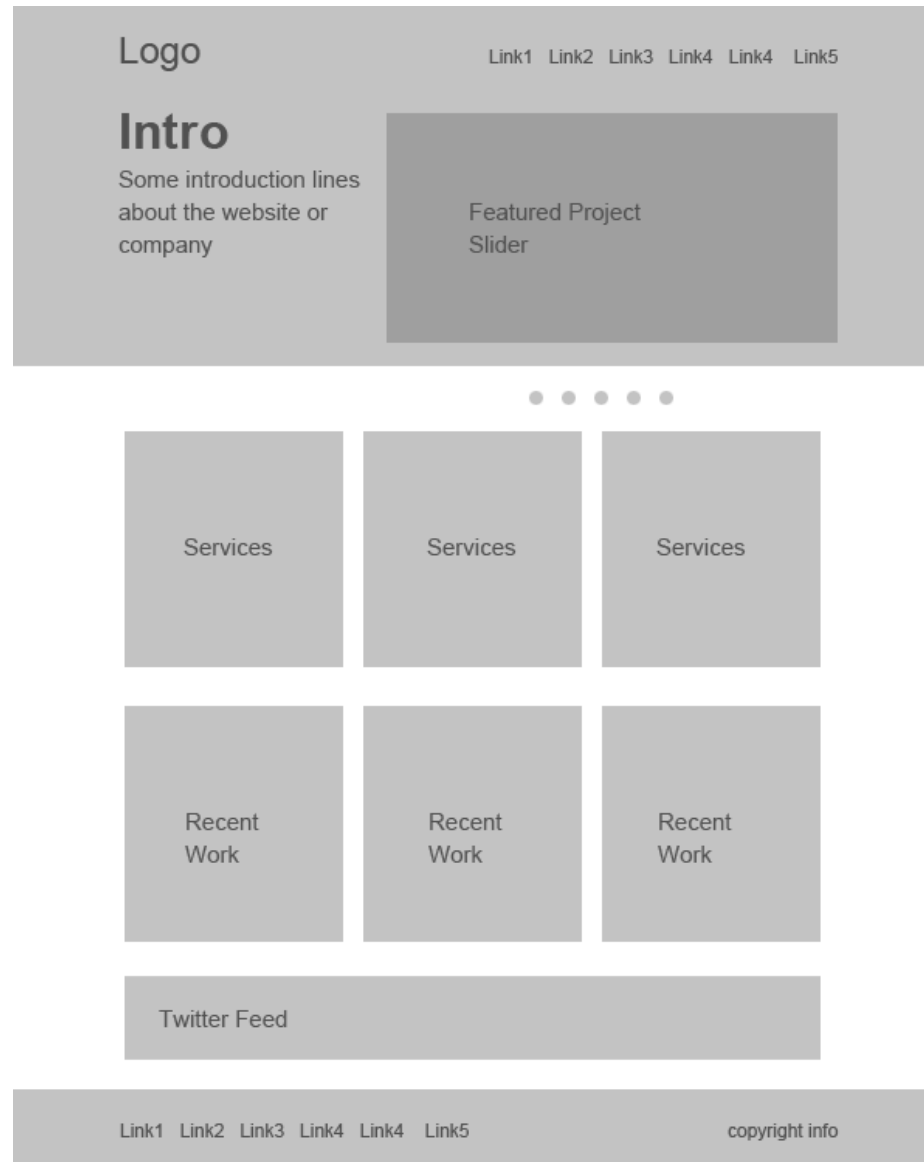 Logo
Link1 Link2 Link3 Link4 Link4 Link5
Intro
Some introduction lines
about the website or
company
Featured Project
Slider
Services Services Services
Recent Recent Recent
Work Work Work
Twitter Feed
Link1 Link2 Link3 Link4 Link4 Link5 copyright info